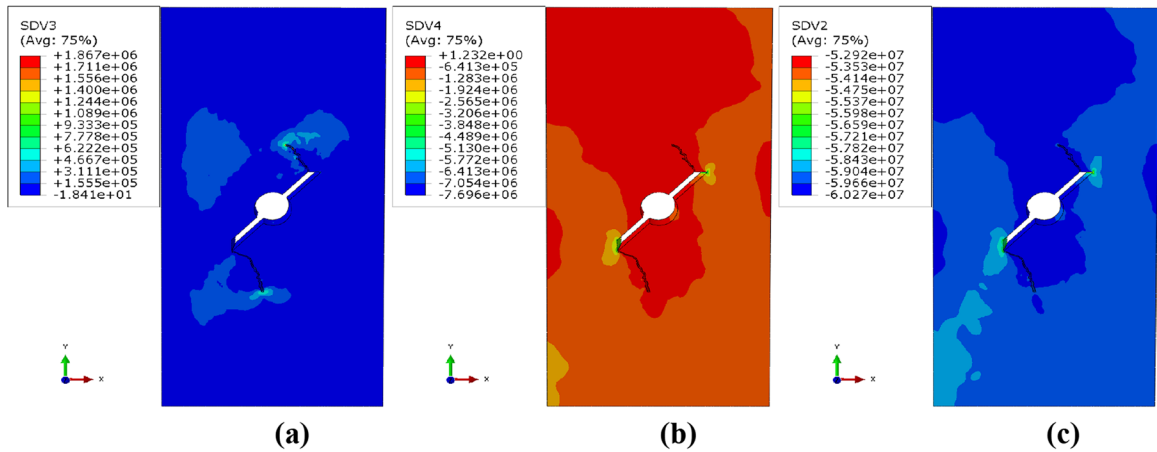 SDV3
(Avg: 75%)
+1.867e+06
+1.711e+06
+1.556e+06
+1.400e+06
+1.244e+06
+1.089e+06
+9.333e+05
+7.778e+05
+6.222e+05
+4.667e+05
+3.111e+05
+1.555e+05
-1.841e+01
Y
X
(a)
SDV4
(Avg: 75%)
+1.232e+00
-6.413e+05
-1.283e+06
-1.924e+06
-2.565e+06
-3.206e+06
-3.848e+06
-4.489e+06
-5.130e+06
-5.772e+06
-6.413e+06
-7.054e+06
-7.696e+06
Y
X
(b)
SDV2
(Avg: 75%)
-5.292e+07
-5.353e+07
-5.414e+07
-5.475e+07
-5.537e+07
-5.598e+07
-5.659e+07
-5.721e+07
-5.782e+07
-5.843e+07
-5.904e+07
-5.966e+07
-6.027e+07
Y
X
(c)